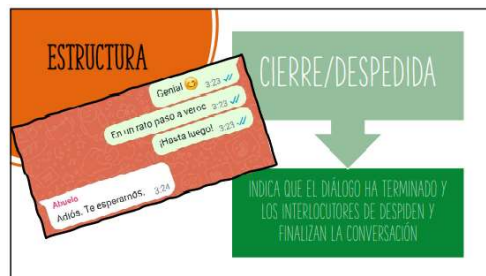 ESTRUCTURA
Genial 😊 3:23
En un rato paso a veros 3:23
¡Hasta luego! 3:23
Abuelo
Adiós. Te esperamos. 3:24
CIERRE/DESPEDIDA
INDICA QUE EL DIÁLOGO HA TERMINADO Y
LOS INTERLOCUTORES DE DESPIDEN Y
FINALIZAN LA CONVERSACIÓN